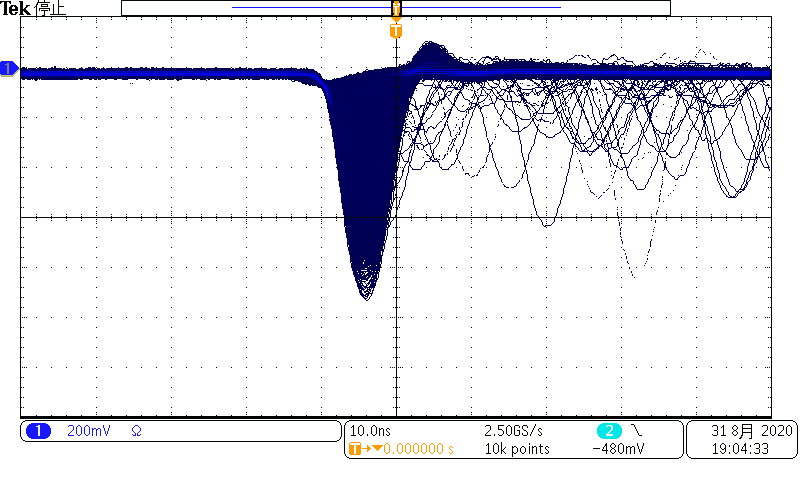 Tek 停止
T
T
1
1 200mV Ω
10.0ns 2.50GS/s 2
T→▼0.000000 s 10k points −480mV
31 8月 2020
19:04:33